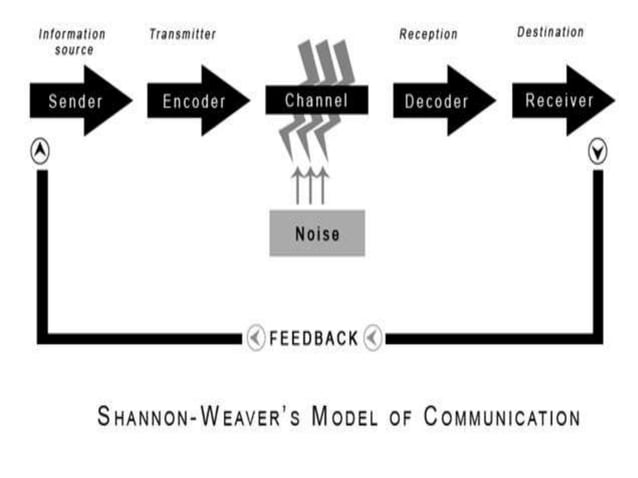 Information
source
Transmitter
Reception
Destination
Sender
Encoder
Channel
Decoder
Receiver
Noise
FEEDBACK
SHANNON-WEAVER'S MODEL OF COMMUNICATION